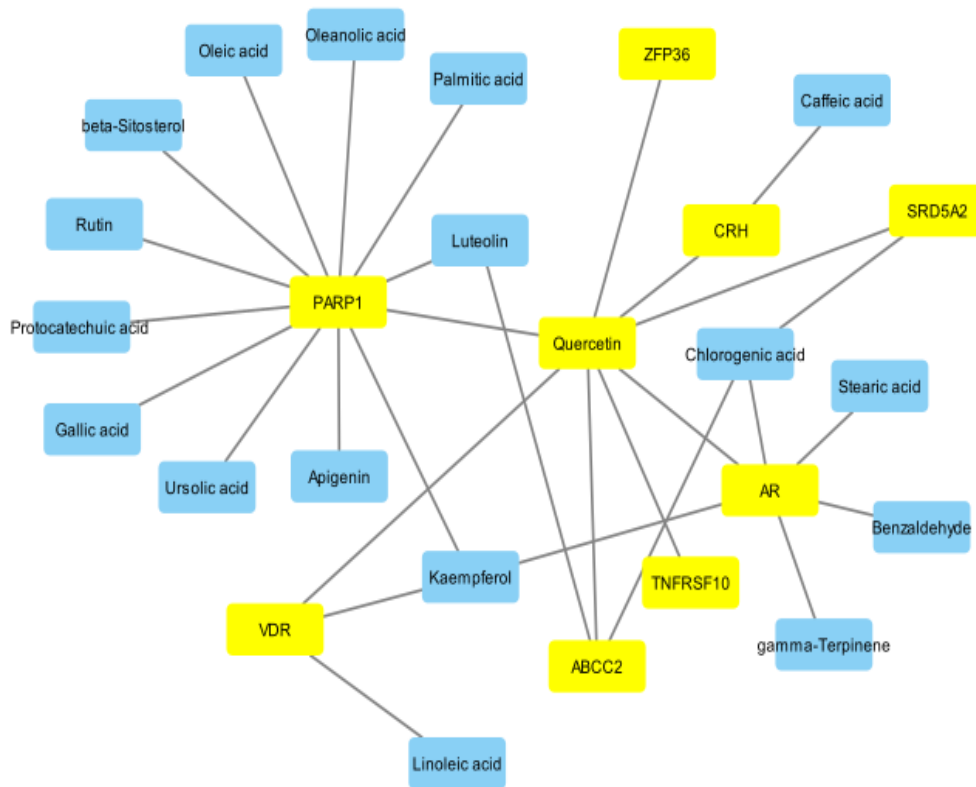 Oleanolic acid
Oleic acid
ZFP36
Palmitic acid
Caffeic acid
beta-Sitosterol
SRD5A2
Rutin
CRH
Luteolin
PARP1
Protocatechuic acid
Quercetin
Chlorogenic acid
Stearic acid
Gallic acid
Apigenin
Ursolic acid
AR
Benzaldehyde
Kaempferol
TNFRSF10
VDR
gamma-Terpinene
ABCC2
Linoleic acid